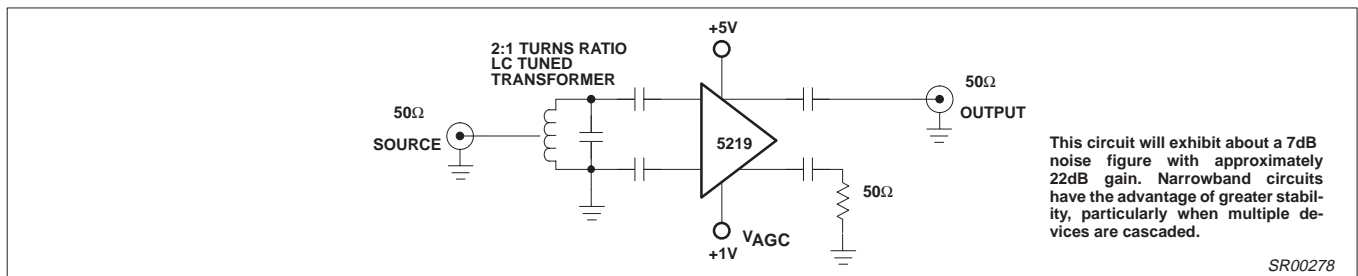 +5V
2:1 TURNS RATIO
LC TUNED
TRANSFORMER
50Ω
SOURCE
5219
50Ω
OUTPUT
50Ω
VAGC
+1V
This circuit will exhibit about a 7dB
noise figure with approximately
22dB gain. Narrowband circuits
have the advantage of greater stabil-
ity, particularly when multiple de-
vices are cascaded.
SR00278